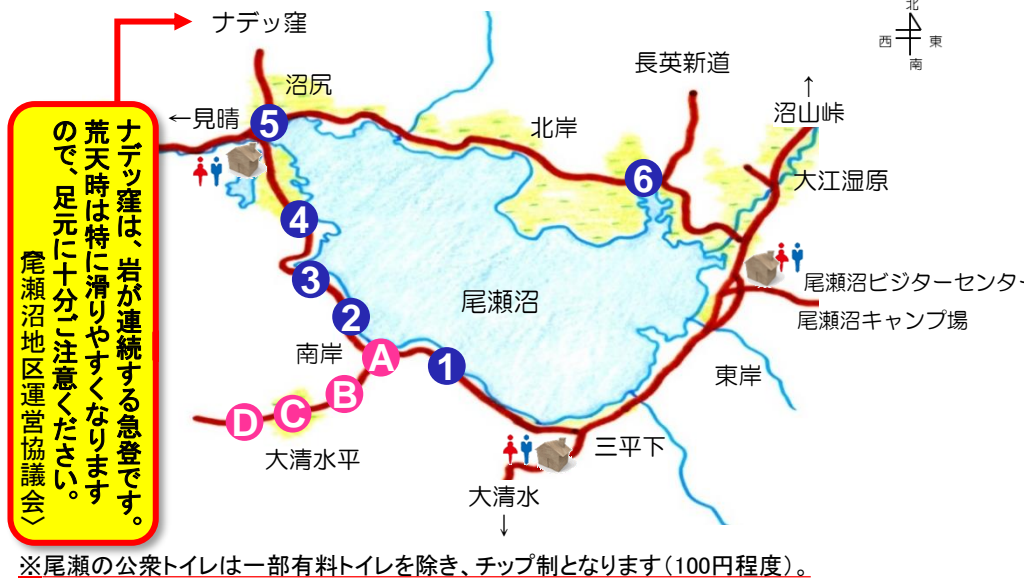 ナデッ窪
北
西
東
南
長英新道
↑
沼山峠
沼尻
←見晴
北岸
大江湿原
5
6
4
3
2
1
尾瀬沼
尾瀬沼ビジターセンター
尾瀬沼キャンプ場
南岸
東岸
A
B
C
D
大清水平
三平下
大清水
↓
ナデッ窪は、岩が連続する急登です。
荒天時は特に滑りやすくなります
ので、足元に十分ご注意ください。
《尾瀬沼地区運営協議会》
※尾瀬の公衆トイレは一部有料トイレを除き、チップ制となります(100円程度)。